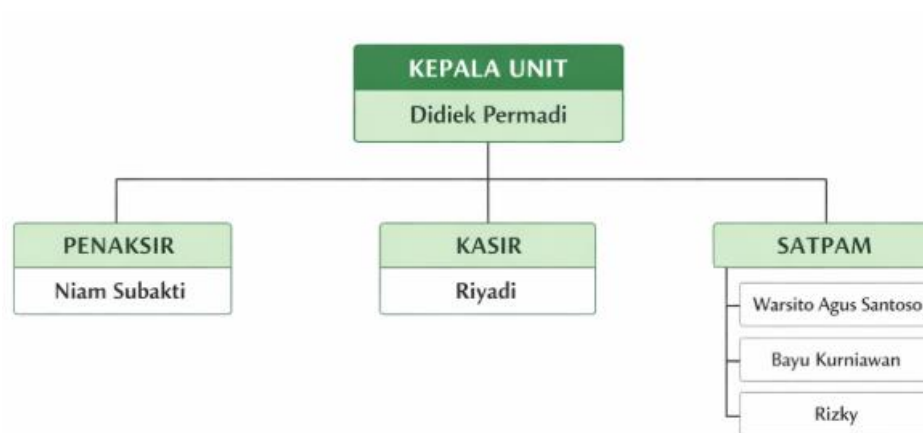 KEPALA UNIT
Didiek Permadi
PENAKSIR
Niam Subakti
KASIR
Riyadi
SATPAM
Warsito Agus Santoso
Bayu Kurniawan
Rizky